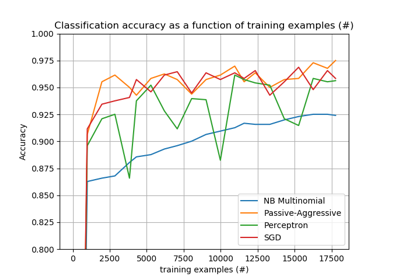 Classification accuracy as a function of training examples (#)
1.000
0.975
0.950
0.925
0.900
0.875
0.850
0.825
0.800
Accuracy
NB Multinomial
Passive-Aggressive
Perceptron
SGD
0 2500 5000 7500 10000 12500 15000 17500
training examples (#)